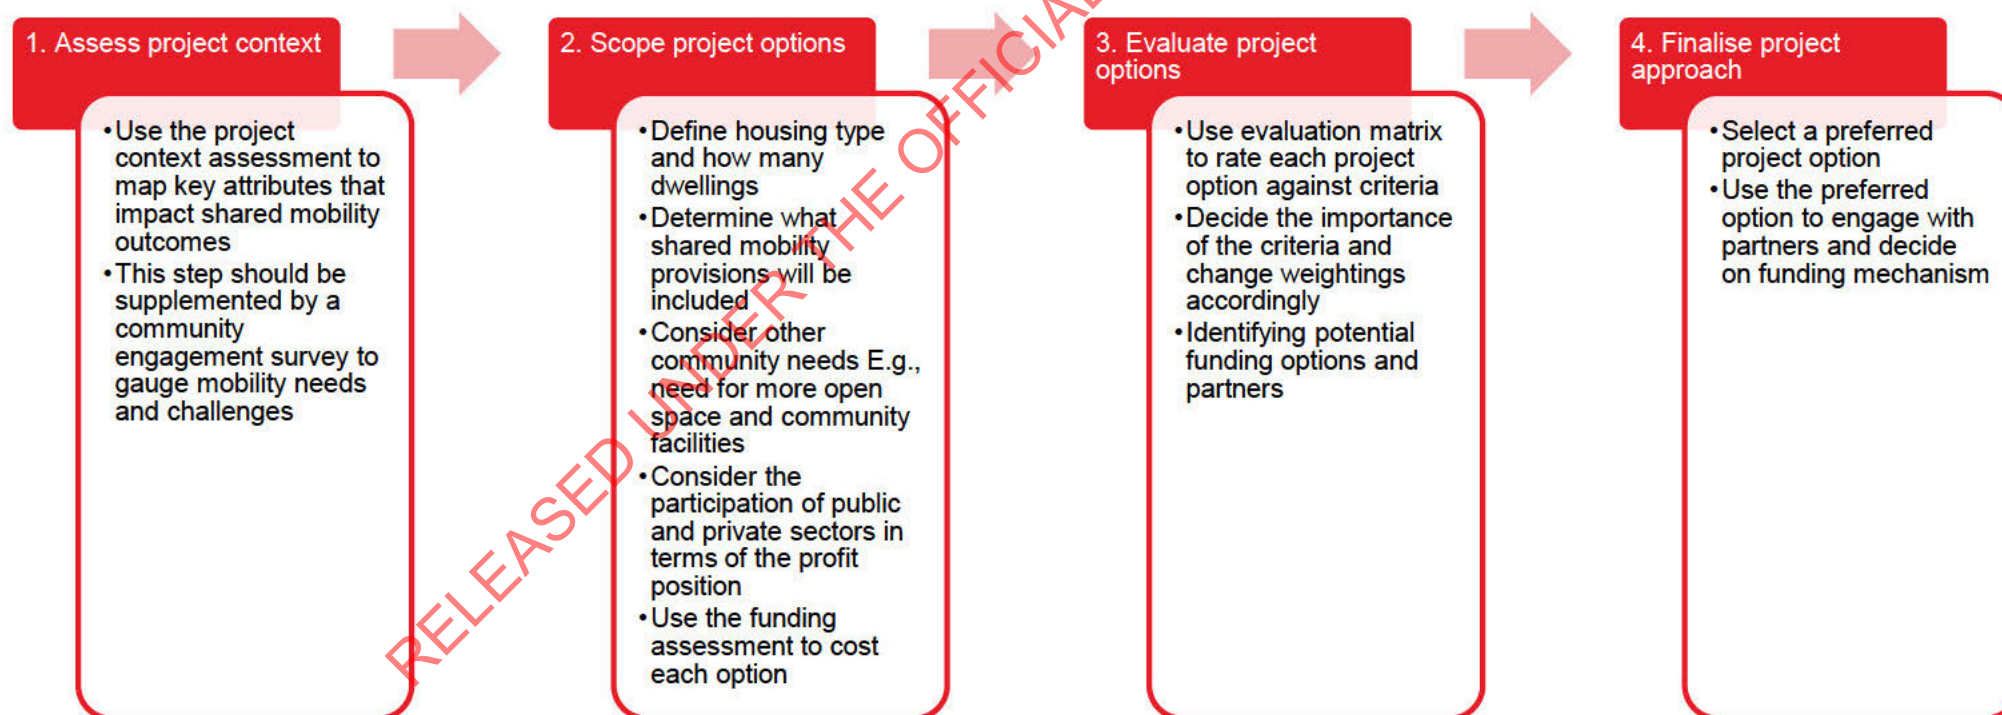 1. Assess project context
•Use the project
context assessment to
map key attributes that
impact shared mobility
outcomes
•This step should be
supplemented by a
community
engagement survey to
gauge mobility needs
and challenges
2. Scope project options
•Define housing type
and how many
dwellings
•Determine what
shared mobility
provisions will be
included
•Consider other
community needs E.g.,
need for more open
space and community
facilities
•Consider the
participation of public
and private sectors in
terms of the profit
position
•Use the funding
assessment to cost
each option
3. Evaluate project
options
•Use evaluation matrix
to rate each project
option against criteria
•Decide the importance
of the criteria and
change weightings
accordingly
•Identifying potential
funding options and
partners
4. Finalise project
approach
•Select a preferred
project option
•Use the preferred
option to engage with
partners and decide
on funding mechanism
RELEASED UNDER THE OFFICIAL